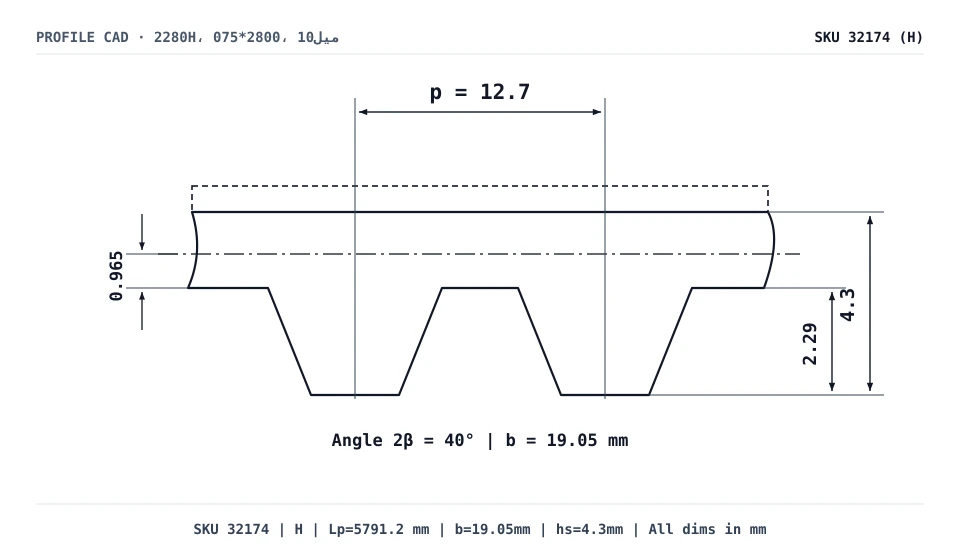 PROFILE CAD · 2280H، 075*2800، 10ميل
SKU 32174 (H)
p = 12.7
0.965
4.3
2.29
Angle 2β = 40° | b = 19.05 mm
SKU 32174 | H | Lp=5791.2 mm | b=19.05mm | hs=4.3mm | All dims in mm